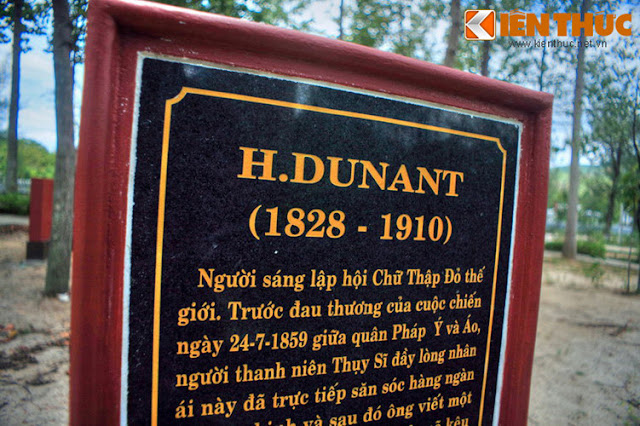 KIẾN THỨC
www.kienthuc.net.vn
H.DUNANT
(1828 - 1910)
Người sáng lập hội Chữ Thập Đỏ thế
giới. Trước đau thương của cuộc chiến
ngày 24-7-1859 giữa quân Pháp Ý và Áo,
người thanh niên Thụy Sĩ đầy lòng nhân
ái này đã trực tiếp săn sóc hàng ngàn
binh và sau đó ông viết một
kêu